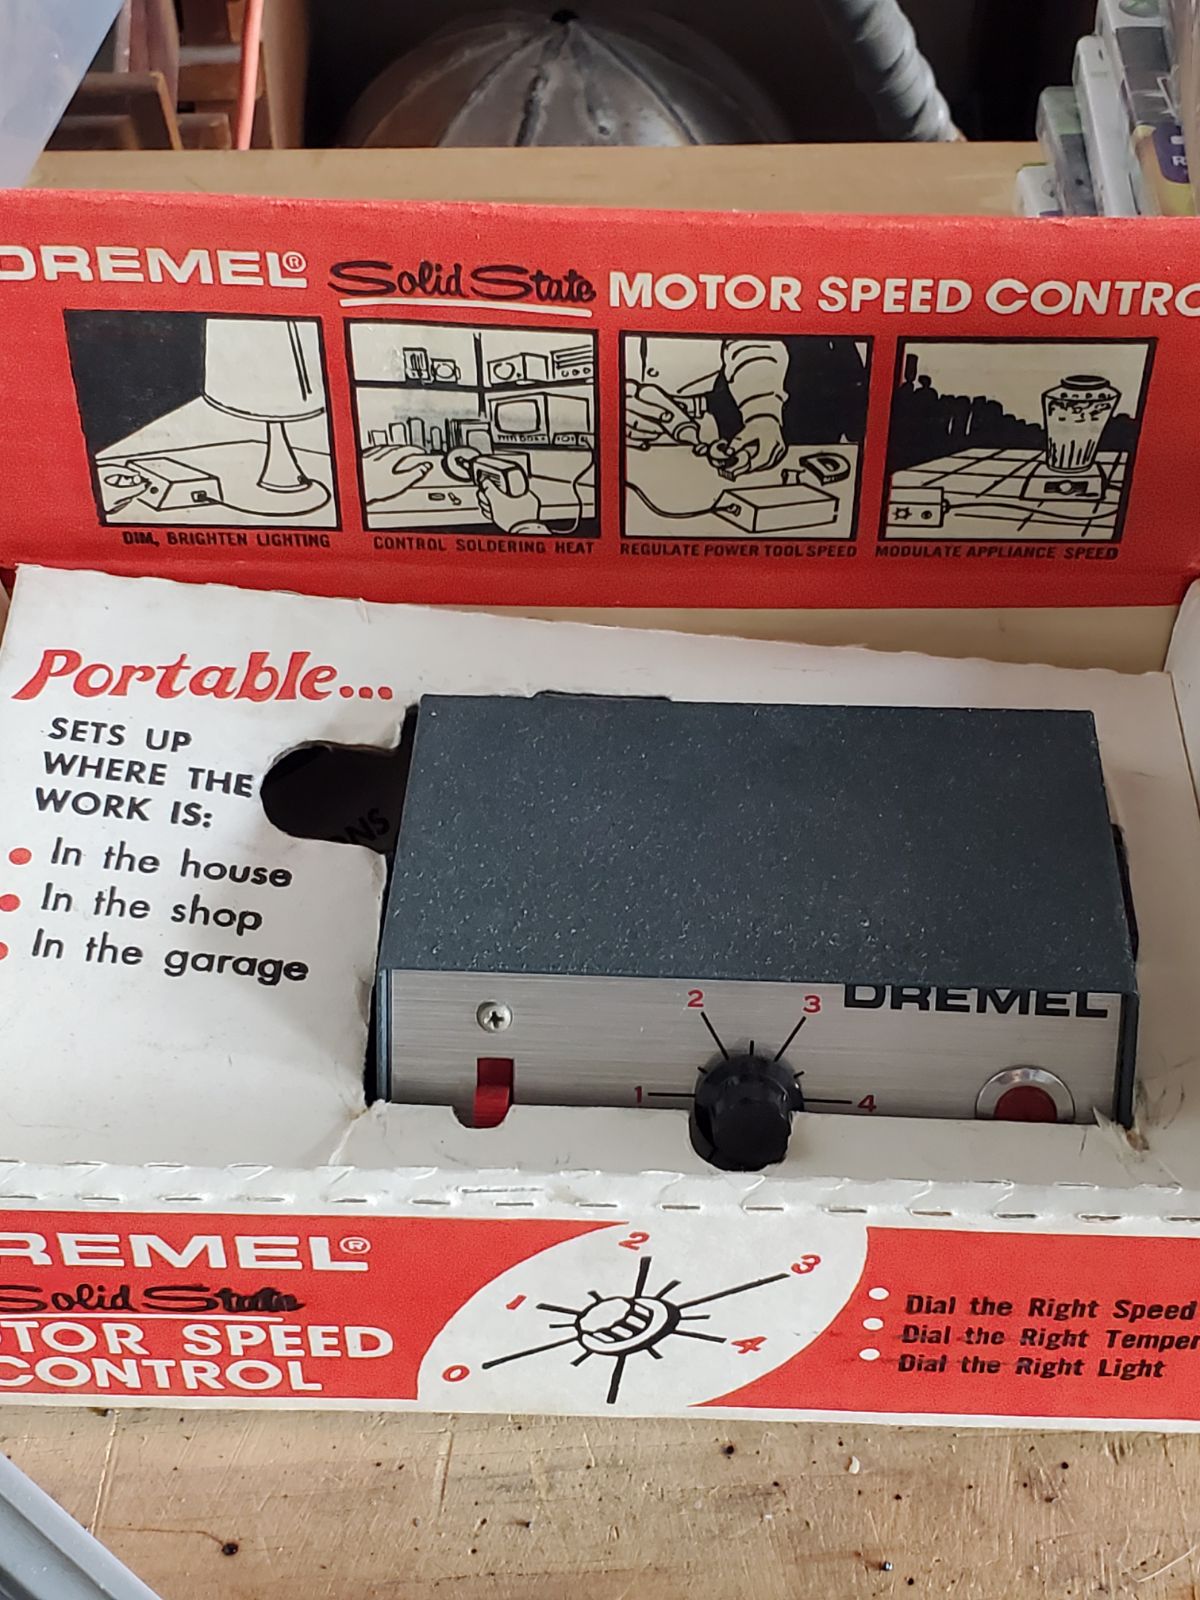 DREMEL®
Solid State
MOTOR SPEED CONTRO
DIM, BRIGHTEN LIGHTING
CONTROL SOLDERING HEAT
REGULATE POWER TOOL SPEED
MODULATE APPLIANCE SPEED
Portable...
SETS UP
WHERE THE
WORK IS:
• In the house
• In the shop
• In the garage
ONS
DREMEL
1 2 3 4
REMEL®
Solid State
OTOR SPEED
CONTROL
0 1 2 3 4
• Dial the Right Speed
• Dial the Right Temper
• Dial the Right Light
R